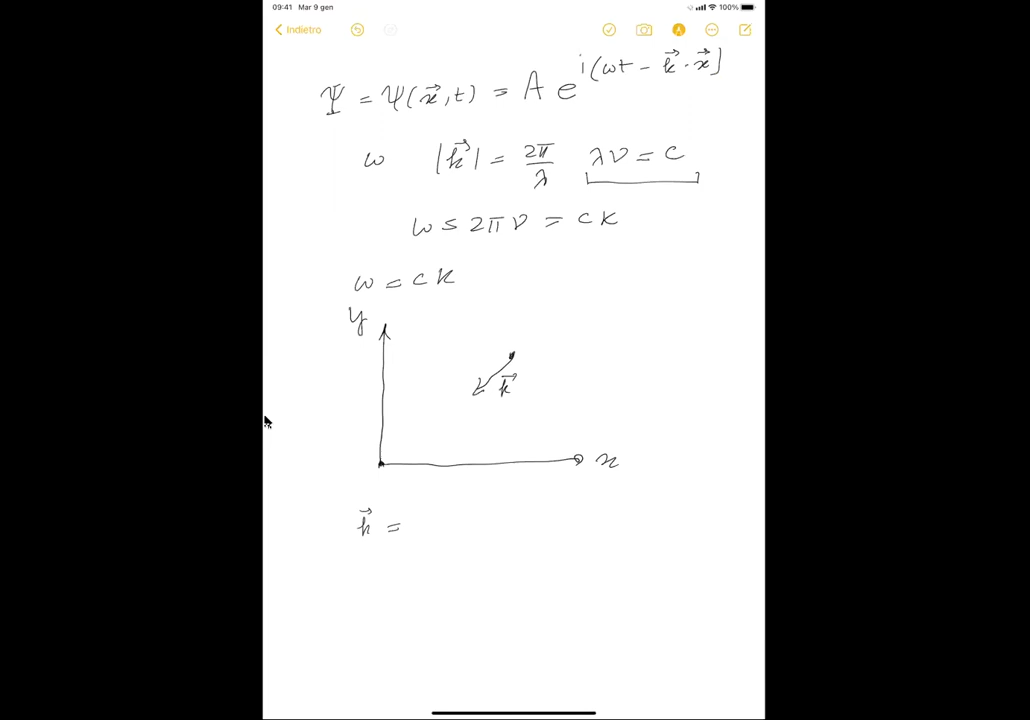 09:41 Mar 9 gen 100%
Indietro
Ψ = Ψ(x⃗,t) = A e^{i(ωt - k⃗·x⃗]}
ω |k⃗| = 2π/λ λν = c
ω s 2πν = ck
ω = ck
y
k⃗
x
k⃗ =